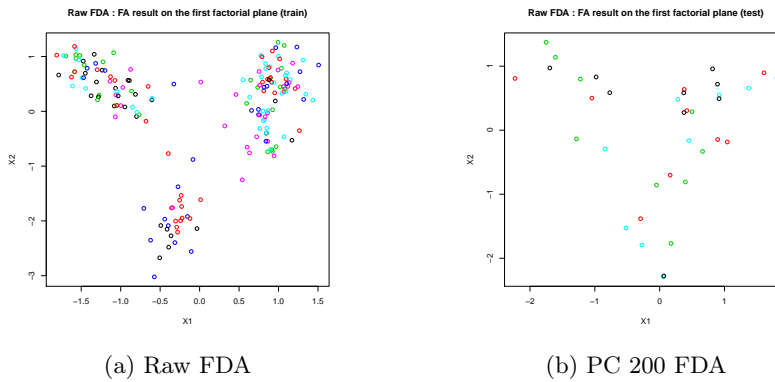 Raw FDA : FA result on the first factorial plane (train)
X2
1
0
−1
−2
−3
−1.5
−1.0
−0.5
0.0
0.5
1.0
1.5
X1
(a) Raw FDA
Raw FDA : FA result on the first factorial plane (test)
X2
1
0
−1
−2
−2
−1
0
1
X1
(b) PC 200 FDA